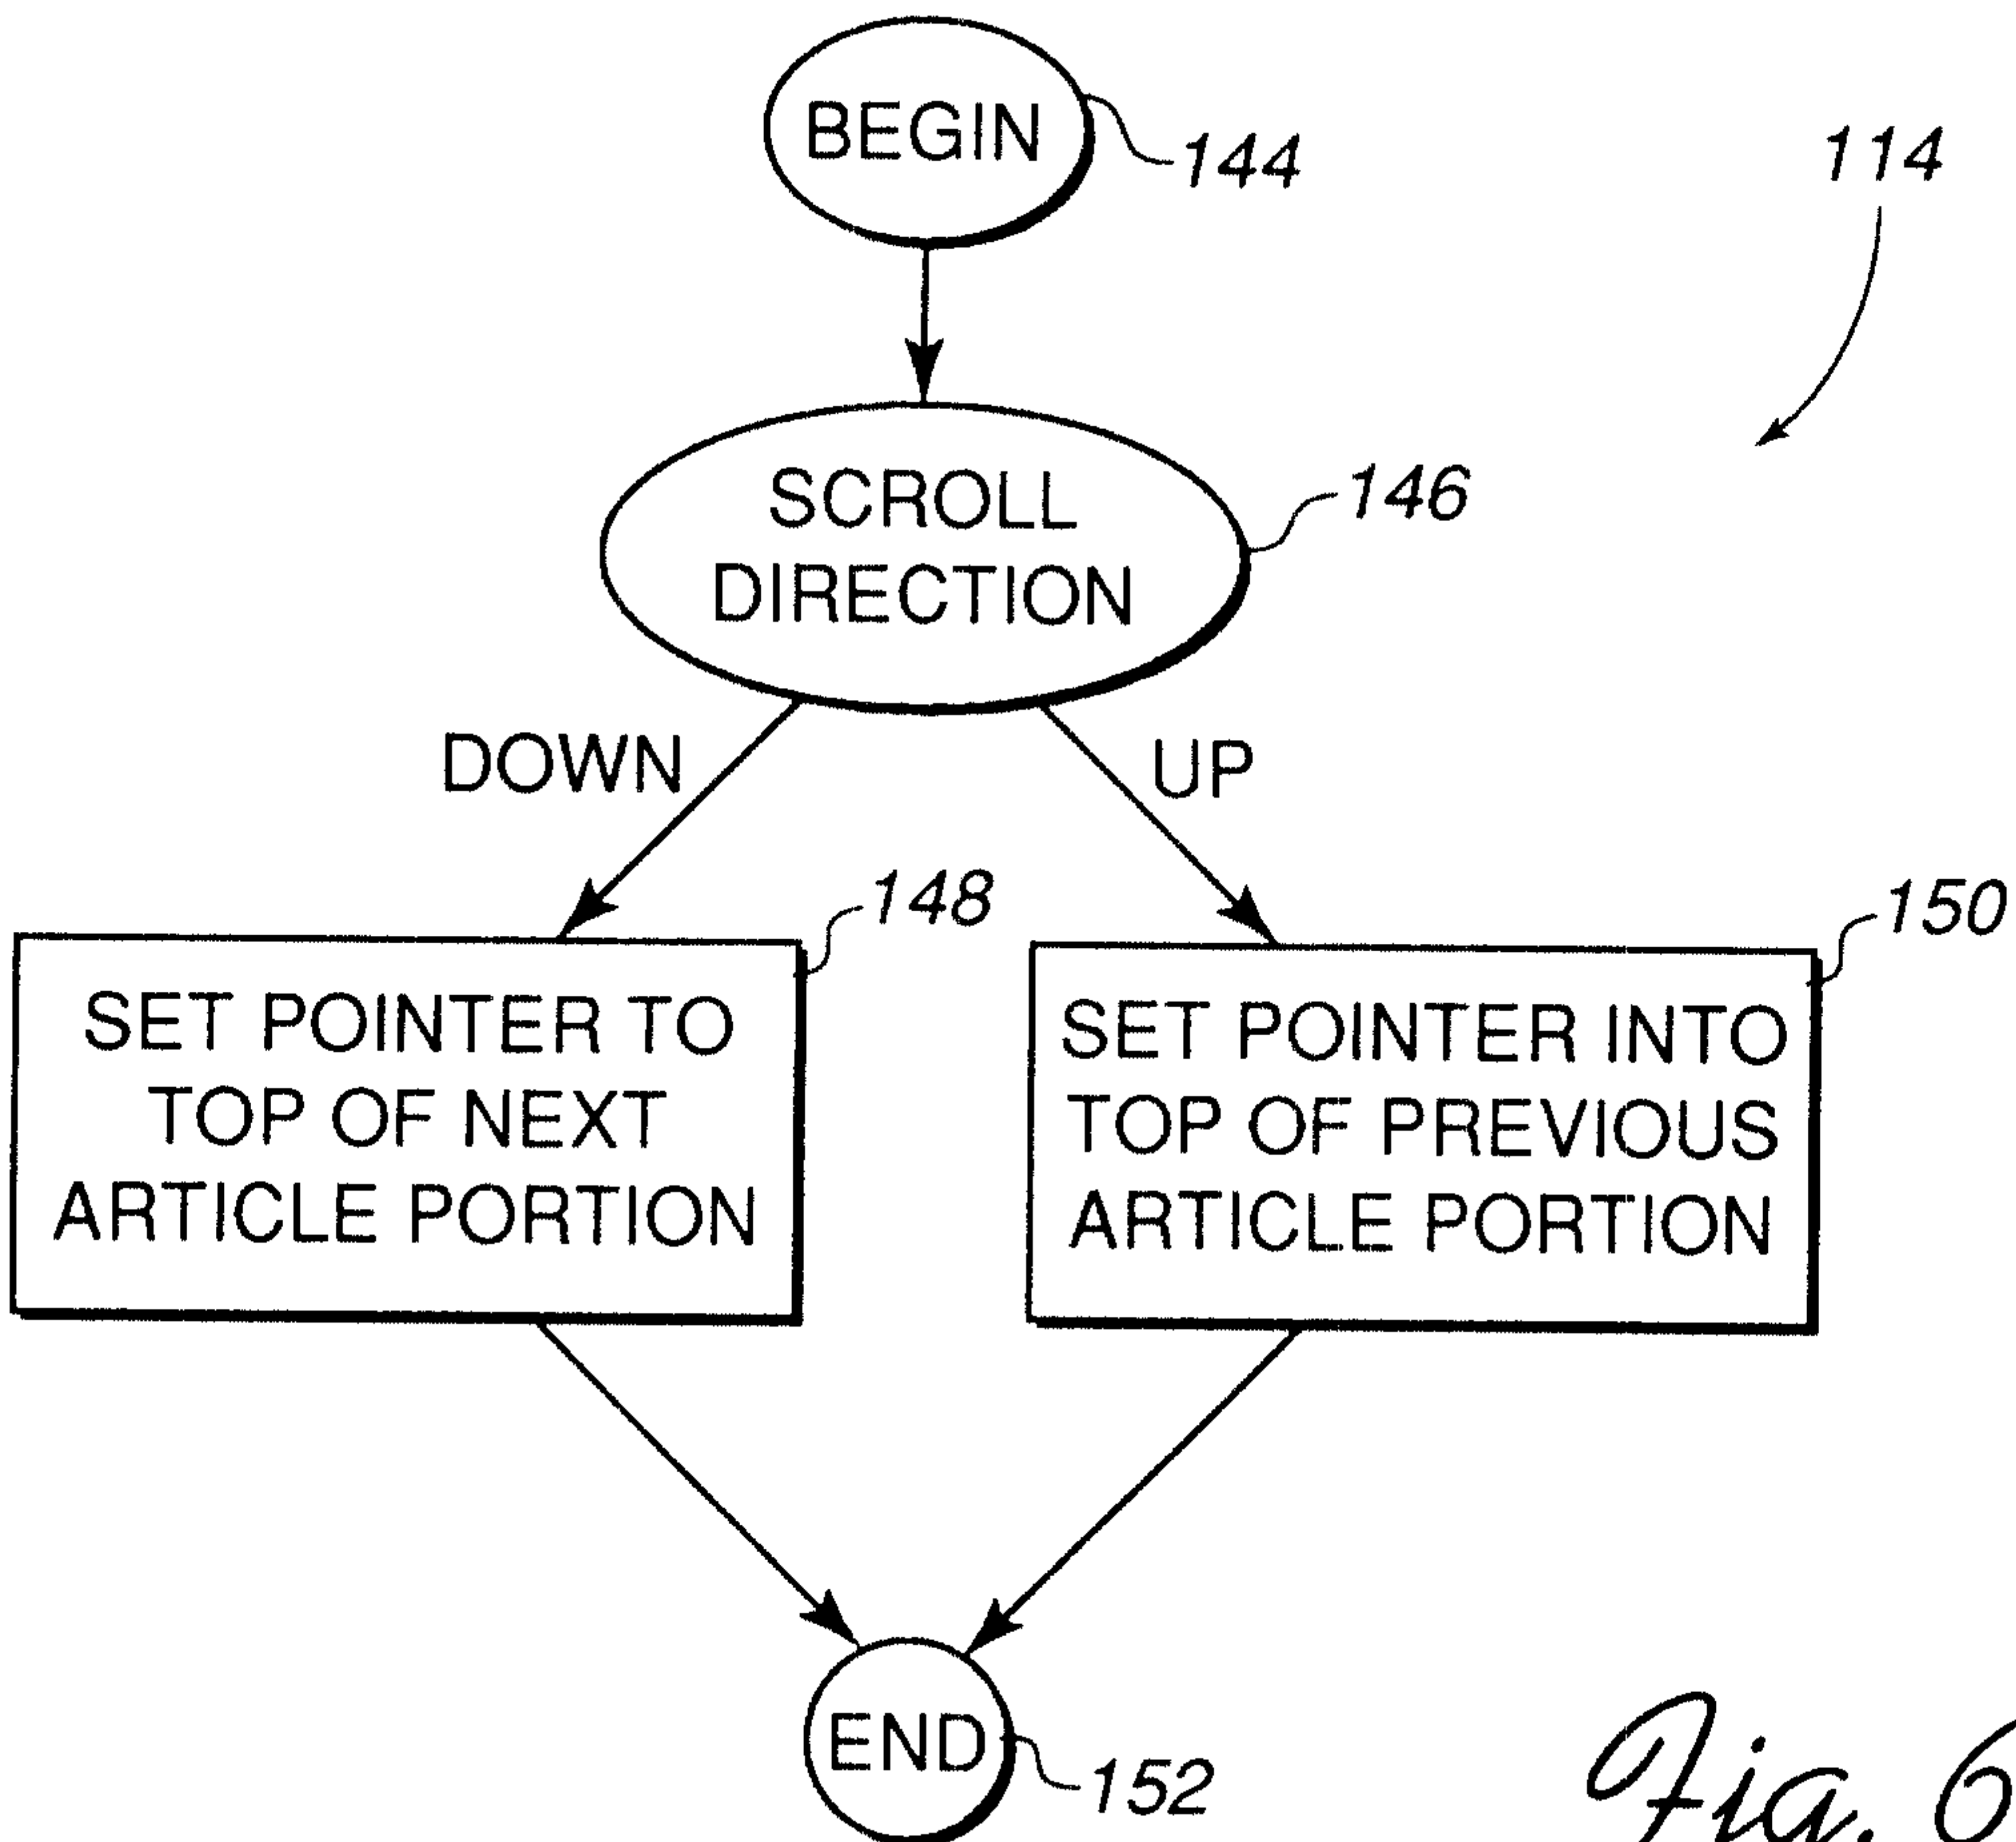 BEGIN
144
114
SCROLL
DIRECTION
146
DOWN
UP
148
150
SET POINTER TO
TOP OF NEXT
ARTICLE PORTION
SET POINTER INTO
TOP OF PREVIOUS
ARTICLE PORTION
END
152
Fig. 6